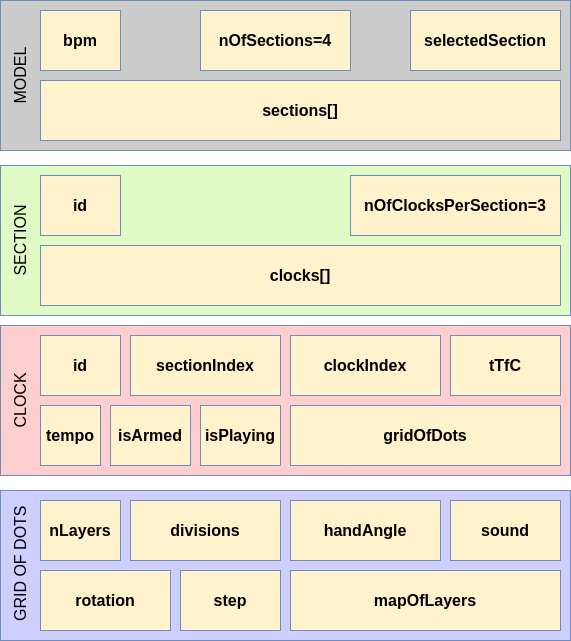 MODEL
bpm
nOfSections=4
selectedSection
sections[]
SECTION
id
nOfClocksPerSection=3
clocks[]
CLOCK
id
sectionIndex
clockIndex
tTfC
tempo
isArmed
isPlaying
gridOfDots
GRID OF DOTS
nLayers
divisions
handAngle
sound
rotation
step
mapOfLayers